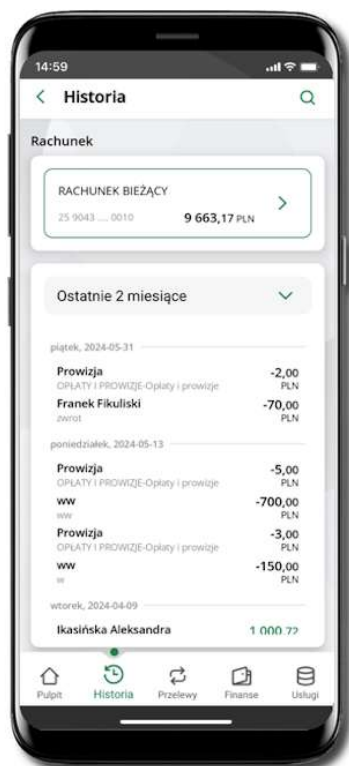 14:59
Historia
Rachunek
RACHUNEK BIEŻĄCY
25 9043 .... 0010 9 663,17 PLN
Ostatnie 2 miesiące
piątek, 2024-05-31
Prowizja -2,00
OPŁATY I PROWIZJE-Opłaty i prowizje PLN
Franek Fikuliski -70,00
zwrot PLN
poniedziałek, 2024-05-13
Prowizja -5,00
OPŁATY I PROWIZJE-Opłaty i prowizje PLN
ww -700,00
ww PLN
Prowizja -3,00
OPŁATY I PROWIZJE-Opłaty i prowizje PLN
ww -150,00
w PLN
wtorek, 2024-04-09
Ikasińska Aleksandra 1 000,72
Pulpit Historia Przelewy Finanse Usługi